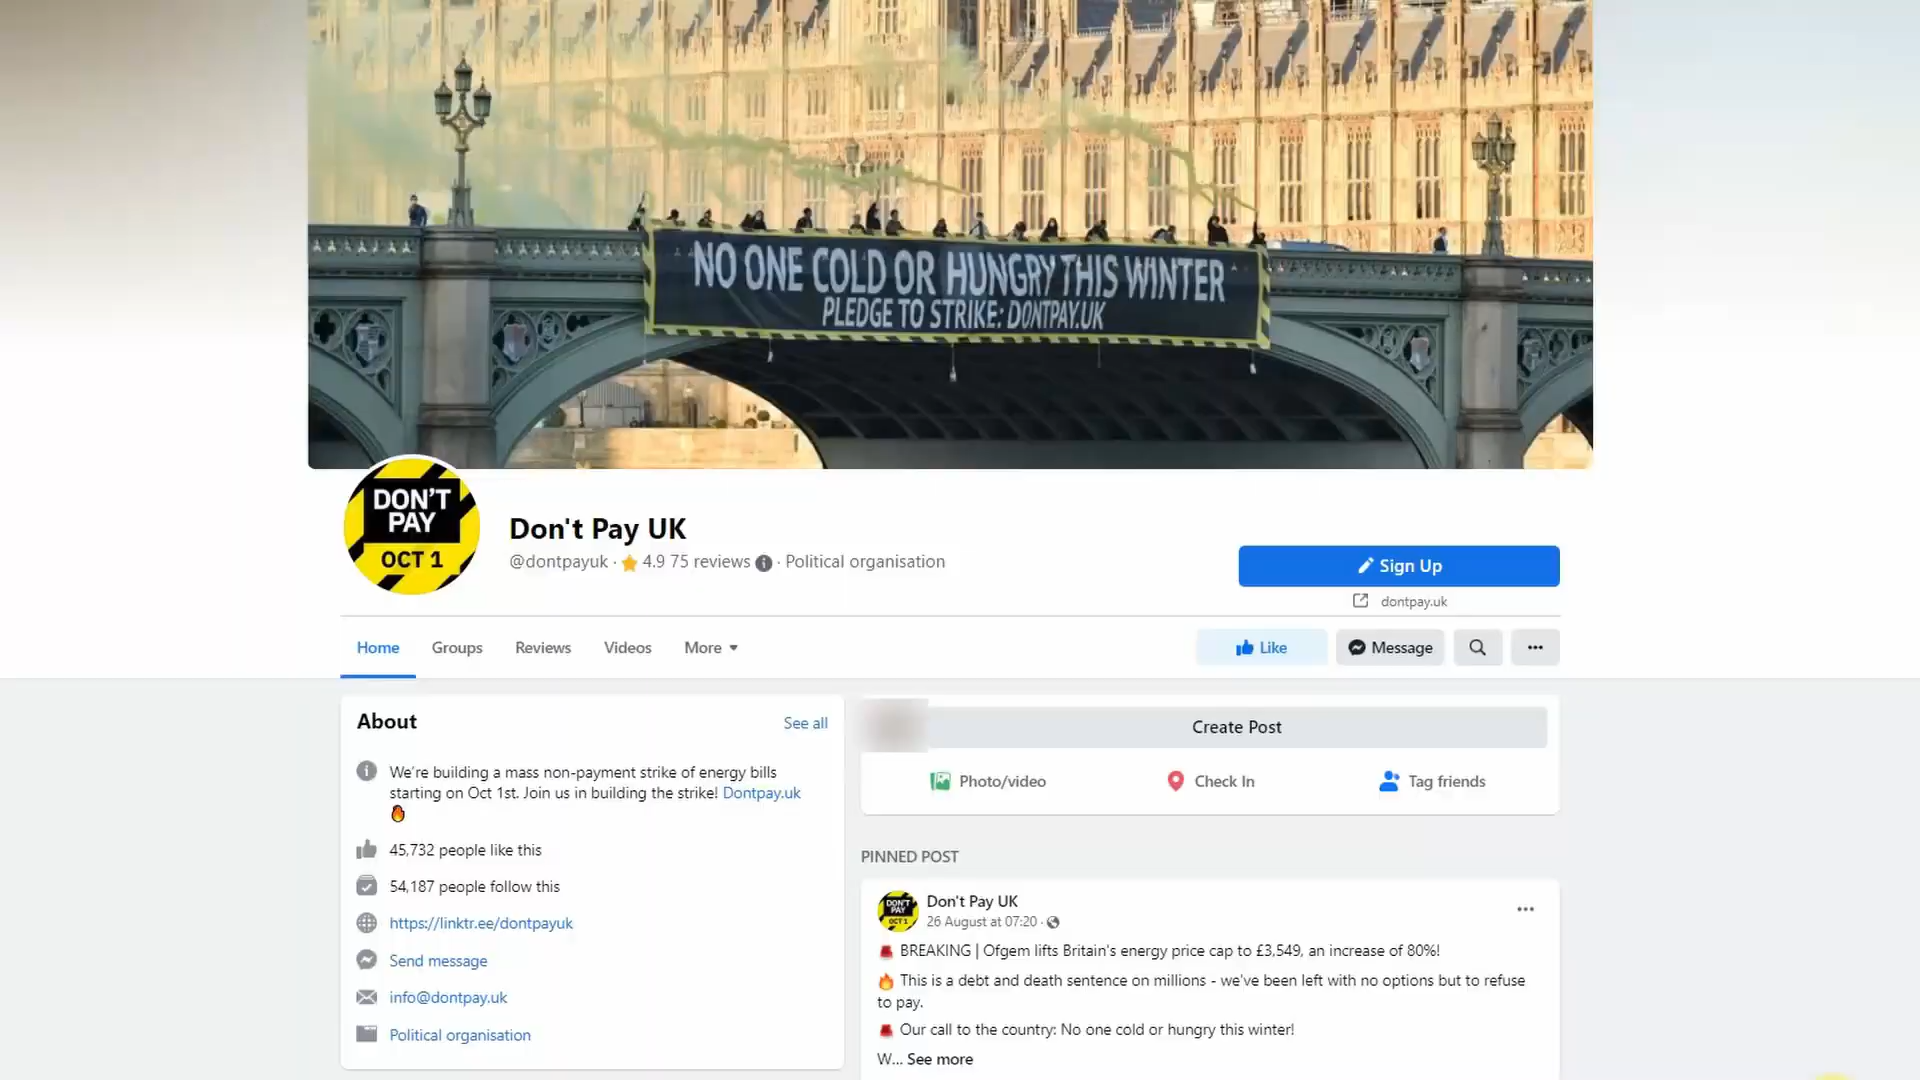 NO ONE COLD OR HUNGRY THIS WINTER
PLEDGE TO STRIKE: DONTPAY.UK
DON'T
PAY
OCT 1
Don't Pay UK
@dontpayuk · 4.9 75 reviews · Political organisation
Sign Up
dontpay.uk
Home Groups Reviews Videos More
Like Message
About See all
We're building a mass non-payment strike of energy bills
starting on Oct 1st. Join us in building the strike! Dontpay.uk
45,732 people like this
54,187 people follow this
https://linktr.ee/dontpayuk
Send message
info@dontpay.uk
Political organisation
Create Post
Photo/video Check In Tag friends
PINNED POST
DON'T
PAY
OCT 1
Don't Pay UK
26 August at 07:20 ·
BREAKING | Ofgem lifts Britain's energy price cap to £3,549, an increase of 80%!
This is a debt and death sentence on millions - we've been left with no options but to refuse
to pay.
Our call to the country: No one cold or hungry this winter!
W... See more